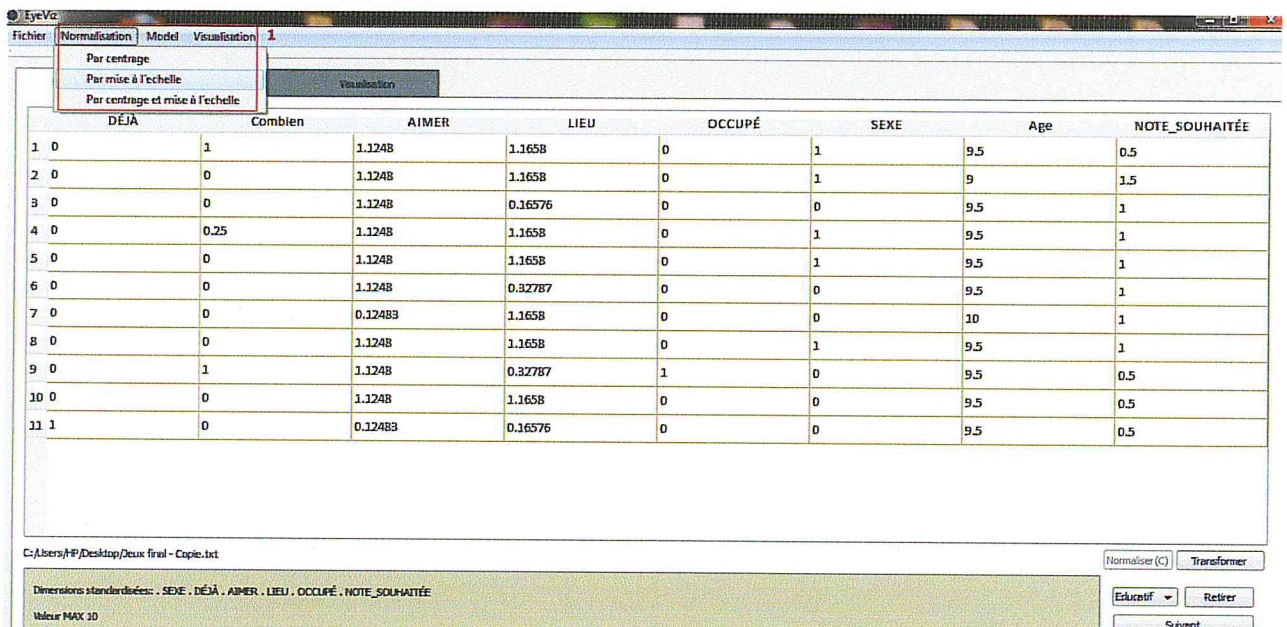 EyeViz
Fichier Normalisation Model Visualisation 1
Par centrage
Par mise à l'echelle
Par centrage et mise à l'echelle
Visualisation
DÉJÀ Combien AIMER LIEU OCCUPÉ SEXE Age NOTE_SOUHAITÉE
1 0 1 1.1248 1.1658 0 1 9.5 0.5
2 0 0 1.1248 1.1658 0 1 9 1.5
3 0 0 1.1248 0.16576 0 0 9.5 1
4 0 0.25 1.1248 1.1658 0 1 9.5 1
5 0 0 1.1248 1.1658 0 1 9.5 1
6 0 0 1.1248 0.32787 0 0 9.5 1
7 0 0 0.12483 1.1658 0 0 10 1
8 0 0 1.1248 1.1658 0 1 9.5 1
9 0 1 1.1248 0.32787 1 0 9.5 0.5
10 0 0 1.1248 1.1658 0 0 9.5 0.5
11 1 0 0.12483 0.16576 0 0 9.5 0.5
C:/Users/HP/Desktop/Jeux final - Copie.txt
Normaliser (C) Transformer
Dimensions standardisées: . SEXE . DÉJÀ . AIMER . LIEU . OCCUPÉ . NOTE_SOUHAITÉE
Educatif Retirer
Valeur MAX 10
Suivant